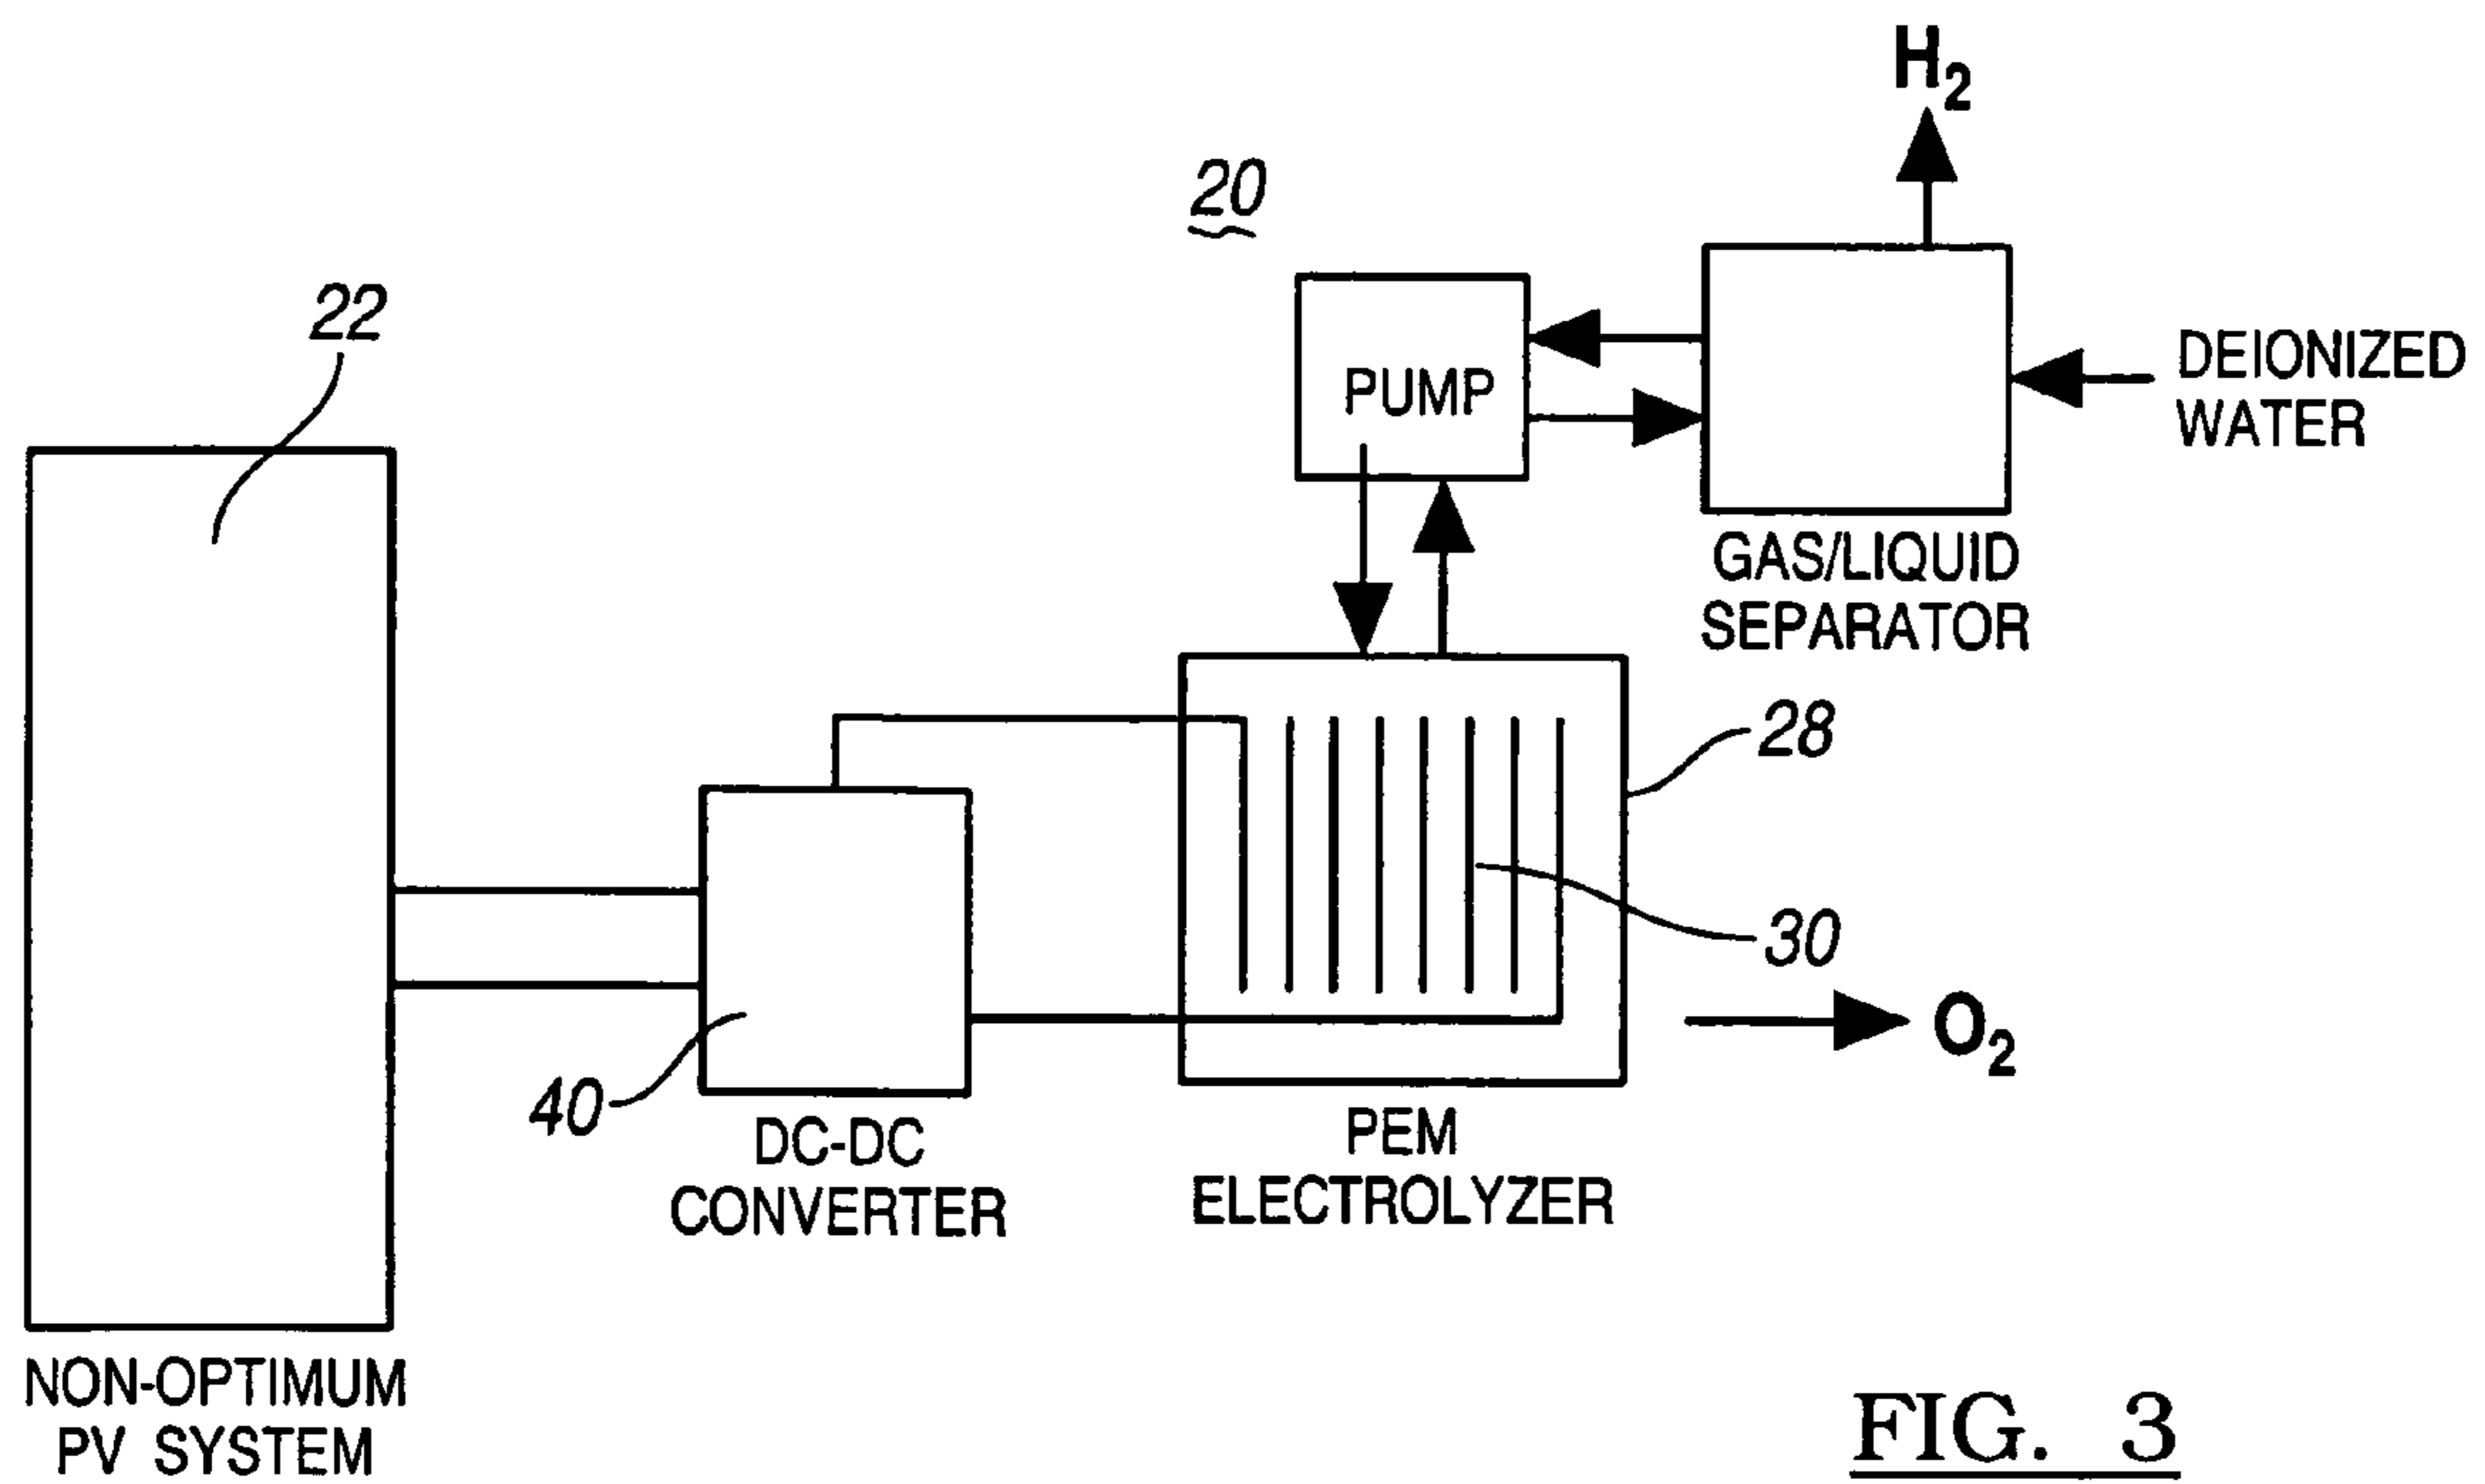 H2
20
22
PUMP
DEIONIZED
WATER
GAS/LIQUID
SEPARATOR
28
30
O2
40
DC-DC
CONVERTER
PEM
ELECTROLYZER
NON-OPTIMUM
PV SYSTEM
FIG. 3